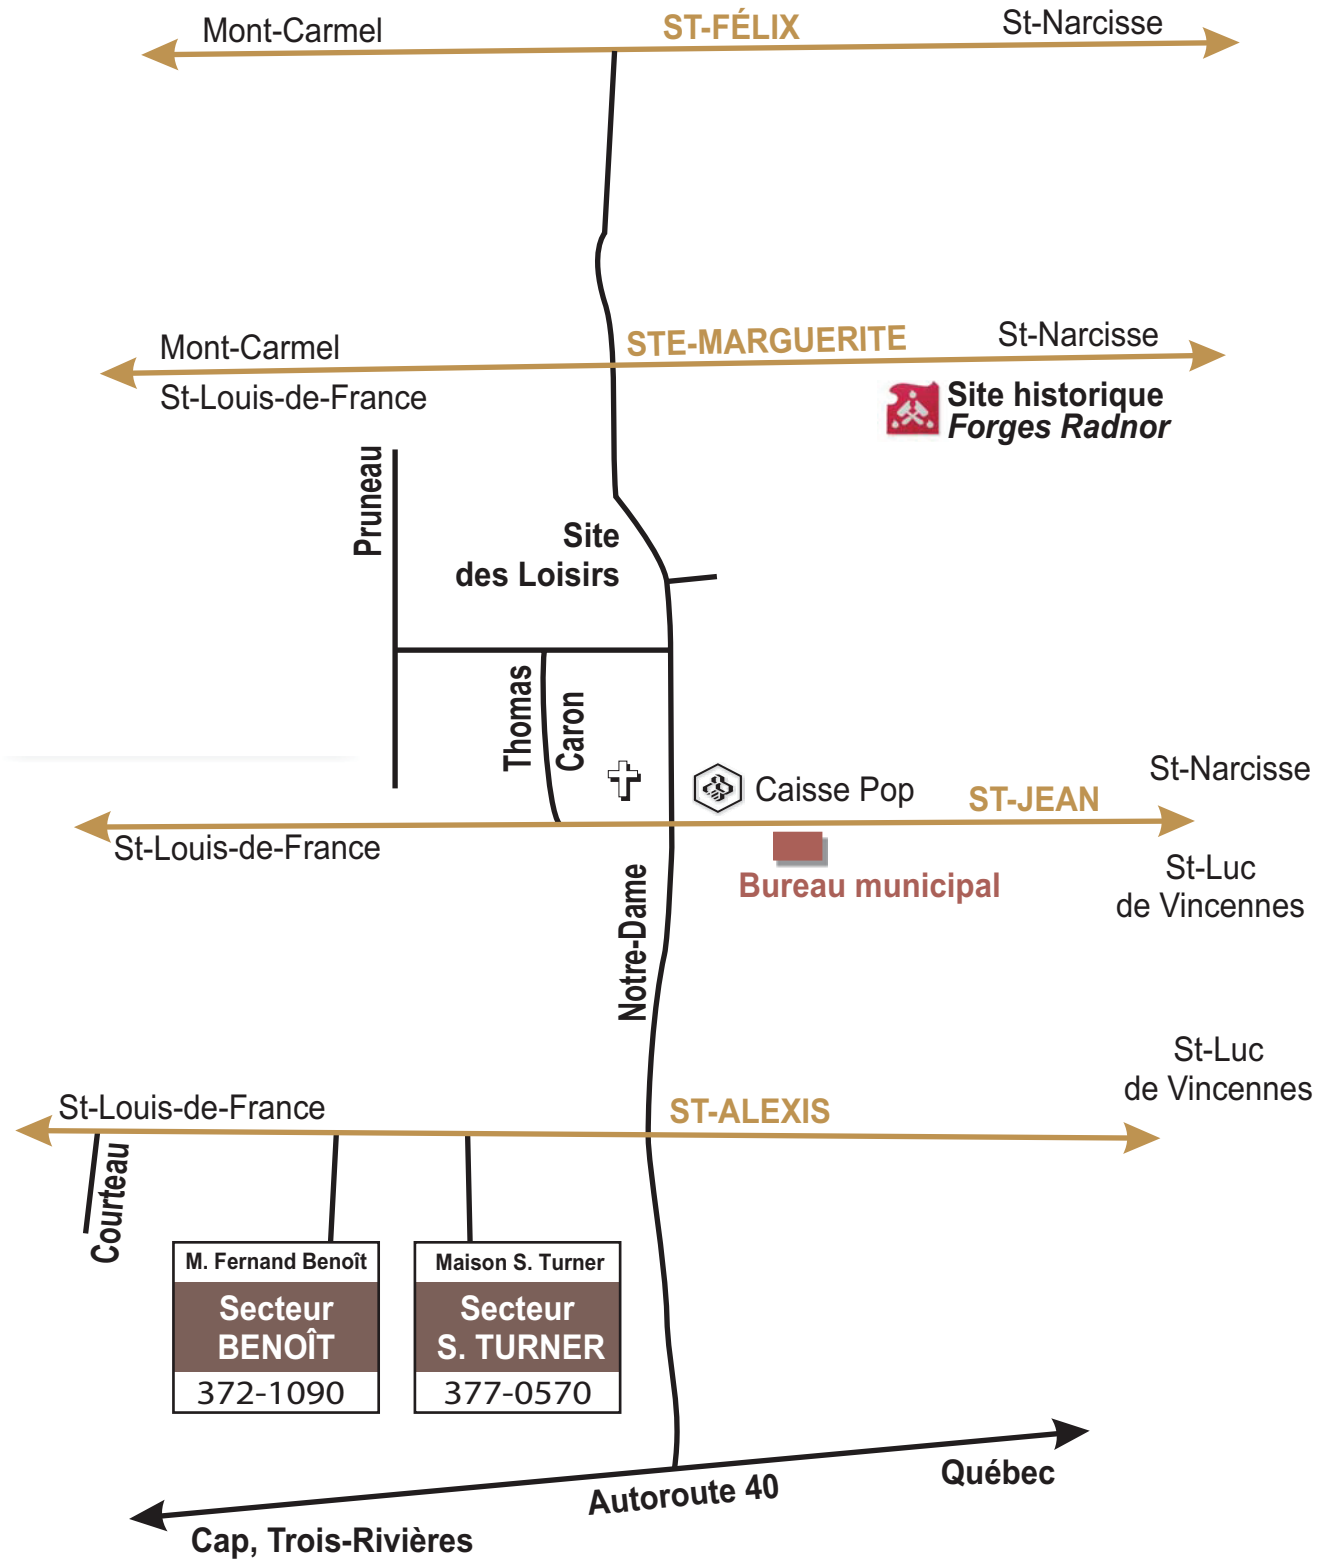 Mont-Carmel
ST-FÉLIX
St-Narcisse
Mont-Carmel
STE-MARGUERITE
St-Narcisse
St-Louis-de-France
Site historique
Forges Radnor
Pruneau
Site
des Loisirs
Thomas
Caron
Caisse Pop
ST-JEAN
St-Narcisse
St-Louis-de-France
Bureau municipal
St-Luc
de Vincennes
Notre-Dame
St-Louis-de-France
ST-ALEXIS
St-Luc
de Vincennes
Courteau
M. Fernand Benoît
Secteur
BENOÎT
372-1090
Maison S. Turner
Secteur
S. TURNER
377-0570
Autoroute 40
Québec
Cap, Trois-Rivières